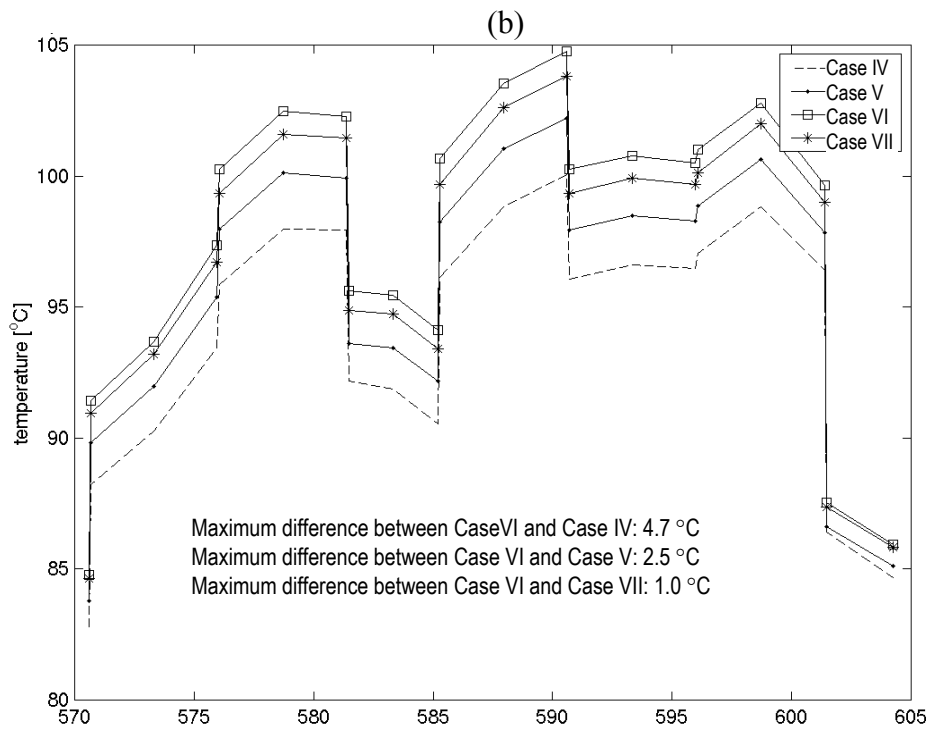 (b)
105
100
95
90
85
80
temperature [°C]
Case IV
Case V
Case VI
Case VII
Maximum difference between CaseVI and Case IV: 4.7 °C
Maximum difference between Case VI and Case V: 2.5 °C
Maximum difference between Case VI and Case VII: 1.0 °C
570 575 580 585 590 595 600 605